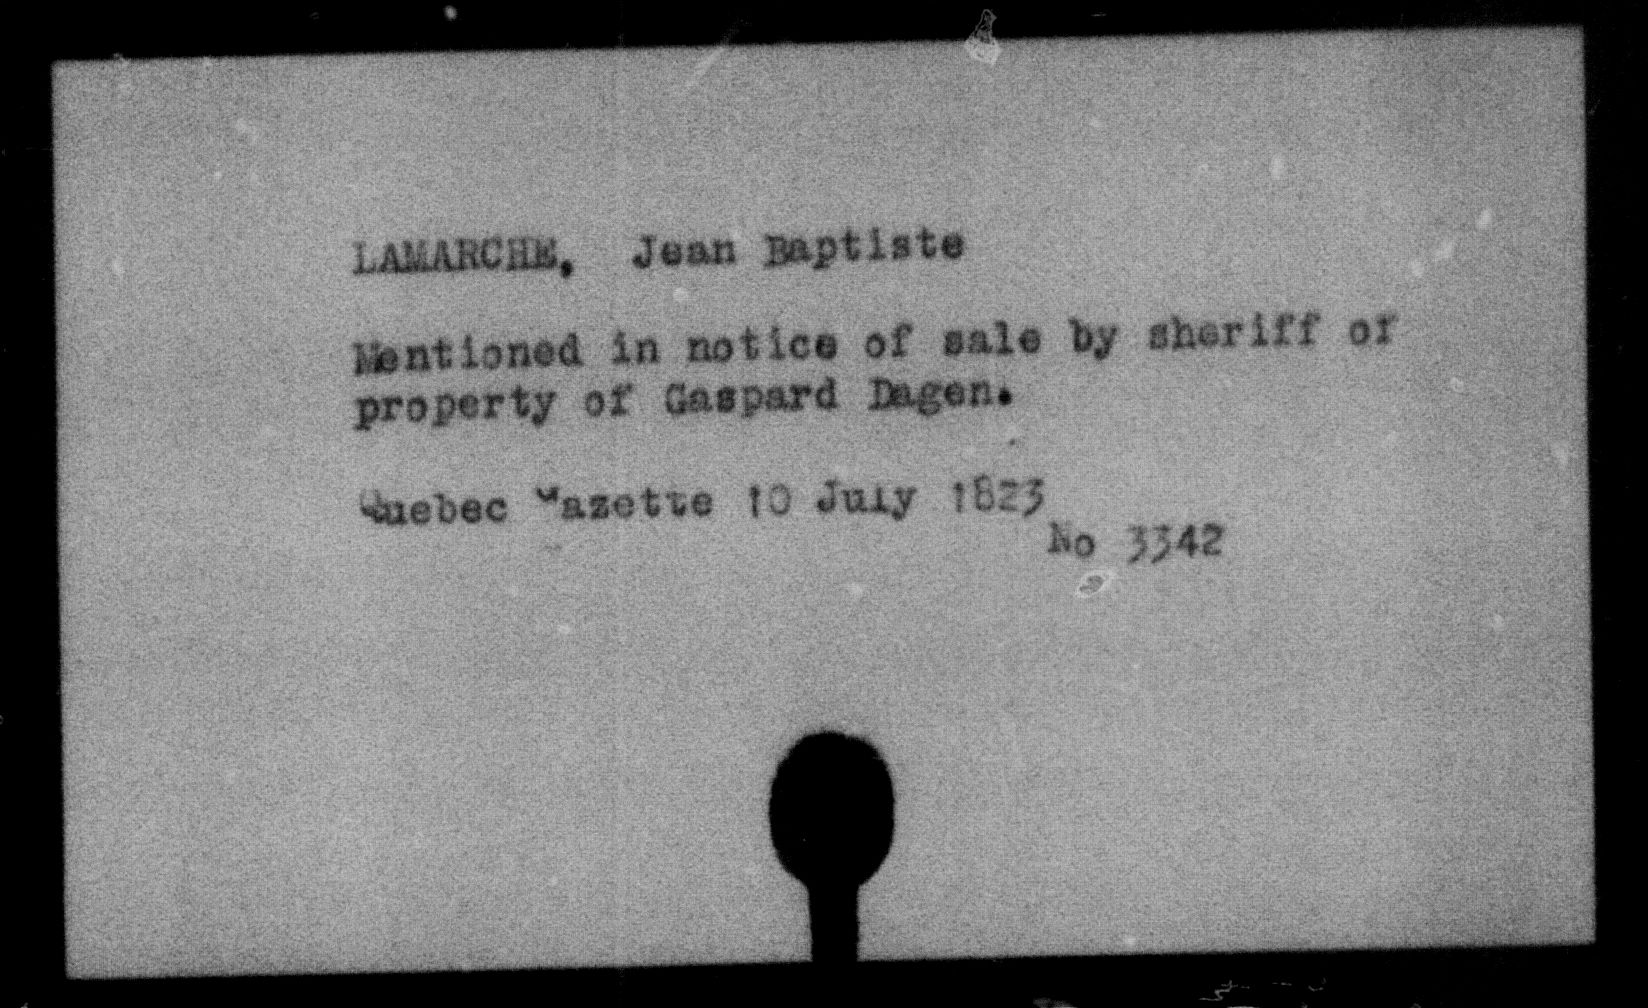 LAMARCHE, Jean Baptiste
Mentioned in notice of sale by sheriff of
property of Gaspard Dagen.
Quebec Gazette 10 July 1823
No 3342